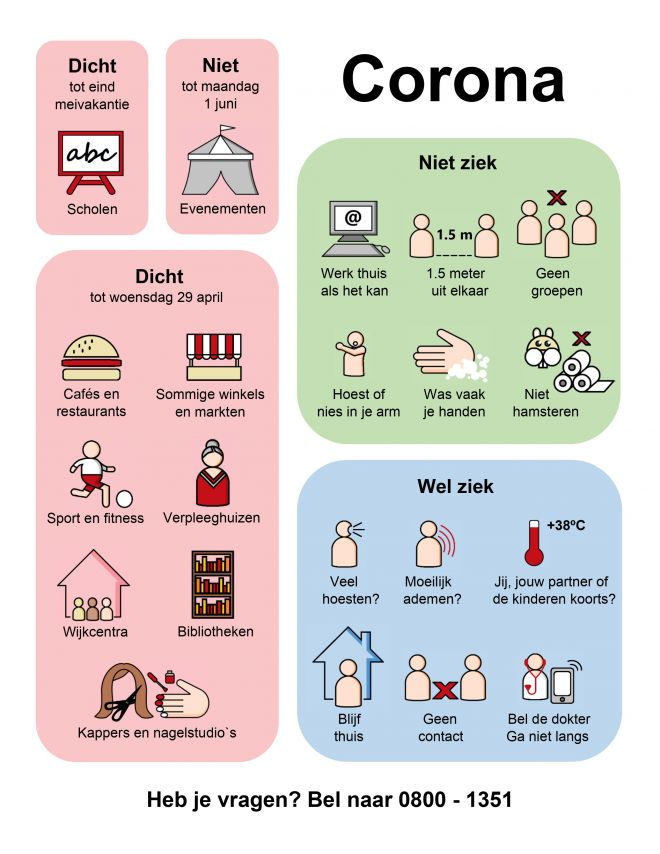 Corona
Dicht
tot eind
meivakantie
abc
Scholen
Niet
tot maandag
1 juni
Evenementen
Dicht
tot woensdag 29 april
Cafés en
restaurants
Sommige winkels
en markten
Sport en fitness
Verpleeghuizen
Wijkcentra
Bibliotheken
Kappers en nagelstudio`s
Niet ziek
@
Werk thuis
als het kan
1.5 m
1.5 meter
uit elkaar
Geen
groepen
Hoest of
nies in je arm
Was vaak
je handen
Niet
hamsteren
Wel ziek
Veel
hoesten?
Moeilijk
ademen?
+38ºC
Jij, jouw partner of
de kinderen koorts?
Blijf
thuis
Geen
contact
Bel de dokter
Ga niet langs
Heb je vragen? Bel naar 0800 - 1351